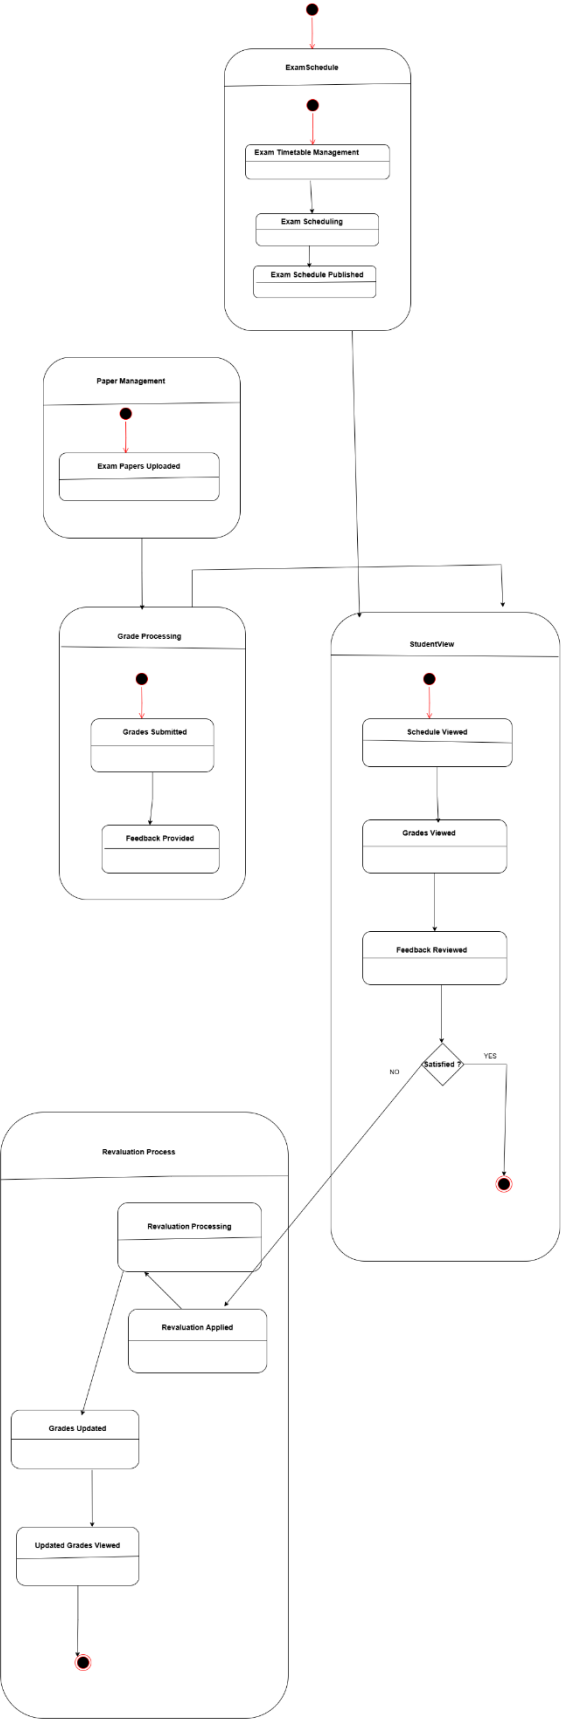 ExamSchedule
Exam Timetable Management
Exam Scheduling
Exam Schedule Published
Paper Management
Exam Papers Uploaded
Grade Processing
Grades Submitted
Feedback Provided
StudentView
Schedule Viewed
Grades Viewed
Feedback Reviewed
Satisfied ?
YES
NO
Revaluation Process
Revaluation Processing
Revaluation Applied
Grades Updated
Updated Grades Viewed